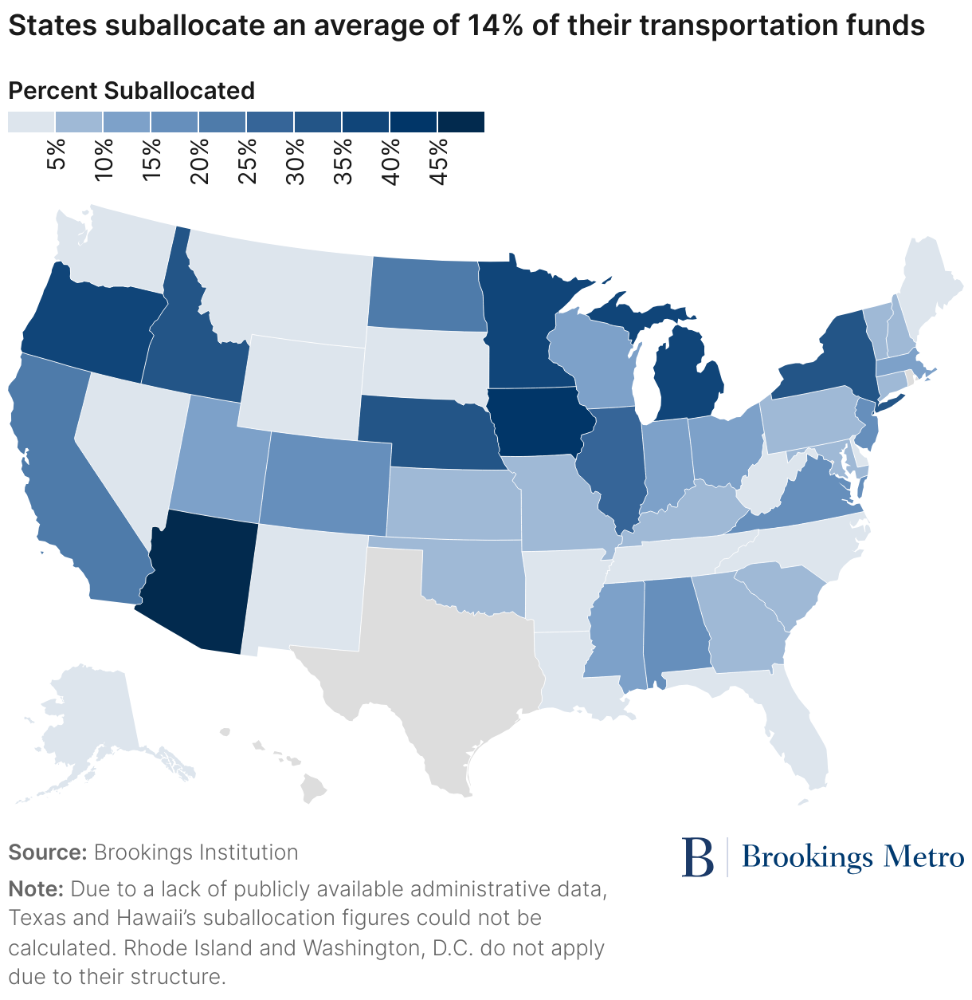 States suballocate an average of 14% of their transportation funds
Percent Suballocated
5% 10% 15% 20% 25% 30% 35% 40% 45%
Source: Brookings Institution
Note: Due to a lack of publicly available administrative data,
Texas and Hawaii’s suballocation figures could not be
calculated. Rhode Island and Washington, D.C. do not apply
due to their structure.
B Brookings Metro